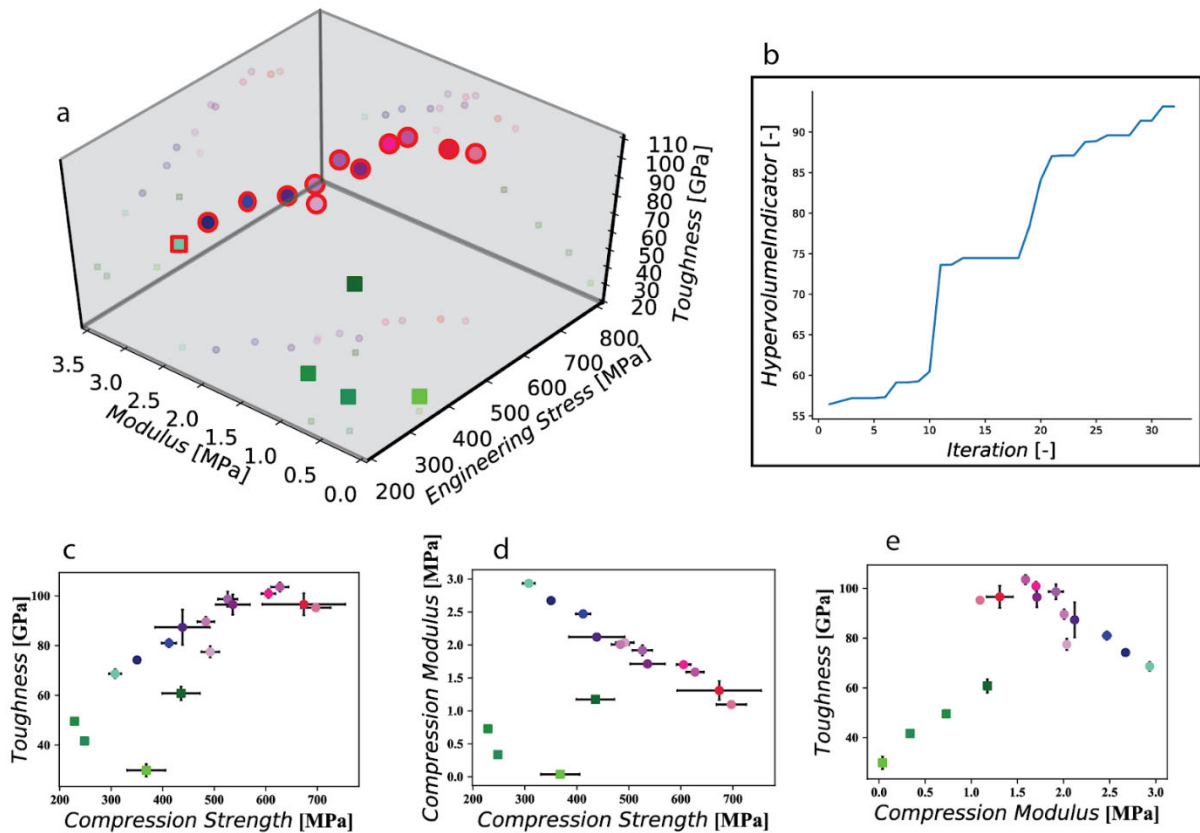 a
110
100
90
80
70
60
50
40
30
20
Toughness [GPa]
3.5
3.0
2.5
2.0
1.5
1.0
0.5
0.0
Modulus [MPa]
200
300
400
500
600
700
800
Engineering Stress [MPa]
b
90
85
80
75
70
65
60
55
HypervolumeIndicator [-]
0 5 10 15 20 25 30
Iteration [-]
c
100
80
60
40
Toughness [GPa]
200 300 400 500 600 700
Compression Strength [MPa]
d
3.0
2.5
2.0
1.5
1.0
0.5
0.0
Compression Modulus [MPa]
200 300 400 500 600 700
Compression Strength [MPa]
e
100
80
60
40
Toughness [GPa]
0.0 0.5 1.0 1.5 2.0 2.5 3.0
Compression Modulus [MPa]